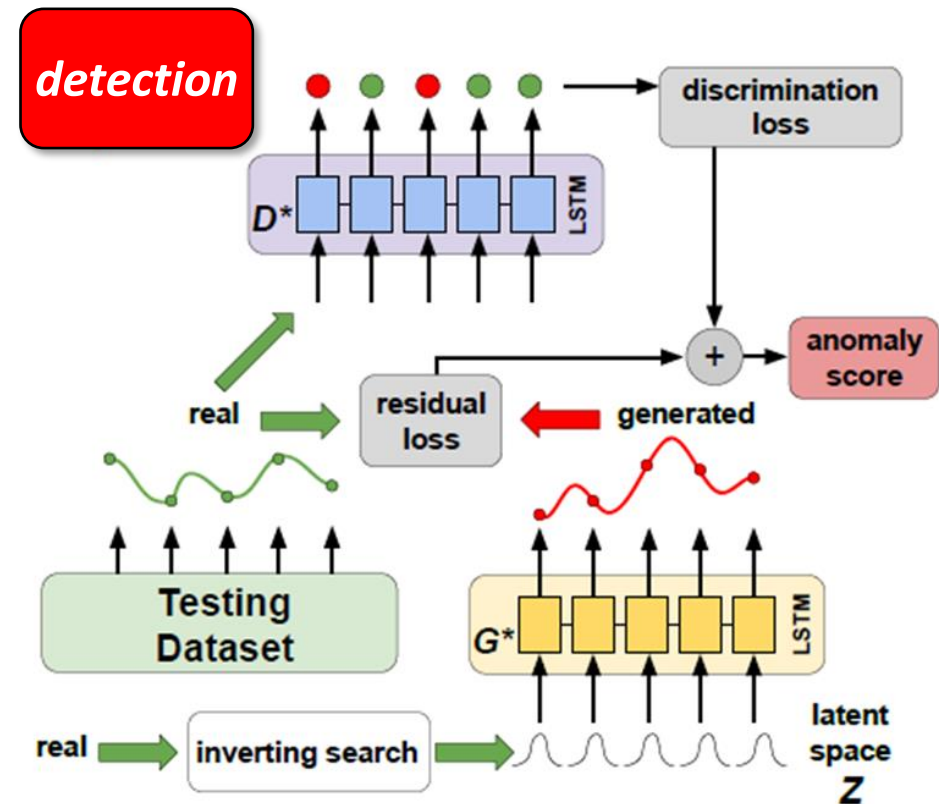 detection
discrimination
loss
D*
LSTM
+
anomaly
score
real
residual
loss
generated
Testing
Dataset
G*
LSTM
real
inverting search
latent
space
Z